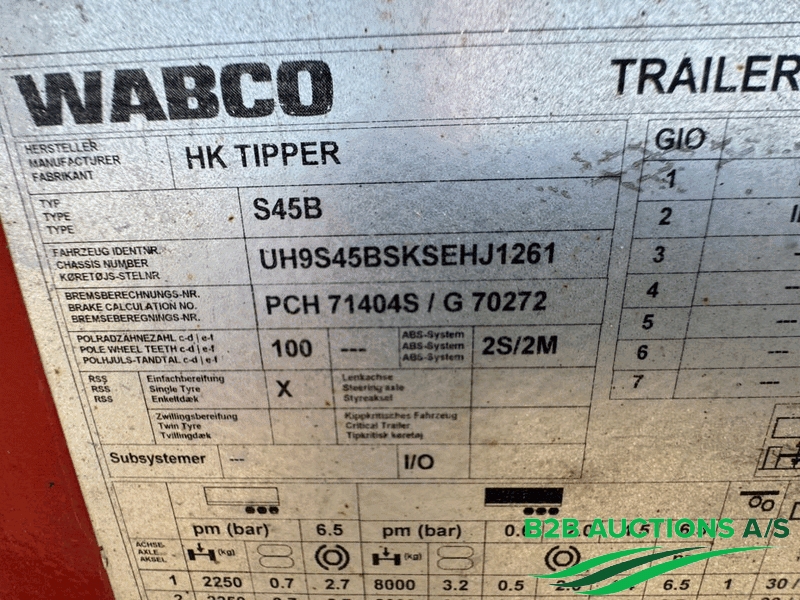 WABCO
TRAILER
HERSTELLER
MANUFACTURER
FABRIKANT
HK TIPPER
GIO
1
2
3
4
5
6
7
---
---
TYP
TYPE
TYPE
S45B
FAHRZEUG IDENTNR.
CHASSIS NUMBER
KØRETØJS-STELNR
UH9S45BSKSEHJ1261
BREMSBERECHNUNGS-NR.
BRAKE CALCULATION NO.
BREMSEBEREGNINGS-NR.
PCH 71404S / G 70272
POLRADZÄHNEZAHL c-d | e-f
POLE WHEEL TEETH c-d | e-f
POLHJULS-TANDTAL c-d | e-f
100
---
ABS-System
ABS-System
ABS-System
2S/2M
RSS
RSS
RSS
Einfachbereifung
Single Tyre
Enkeltdæk
X
Lenkachse
Steering axle
Styreaksel
Zwillingsbereifung
Twin Tyre
Tvillingdæk
Kippkritisches Fahrzeug
Critical Trailer
Tipkritisk køretøj
Subsystemer
---
I/O
pm (bar)
6.5
pm (bar)
ACHSE-
AXLE-
AKSEL
(kg)
(kg)
1 2250 0.7 2.7 8000 3.2 0.5 6.5 1 30 /
B2B AUCTIONS A/S